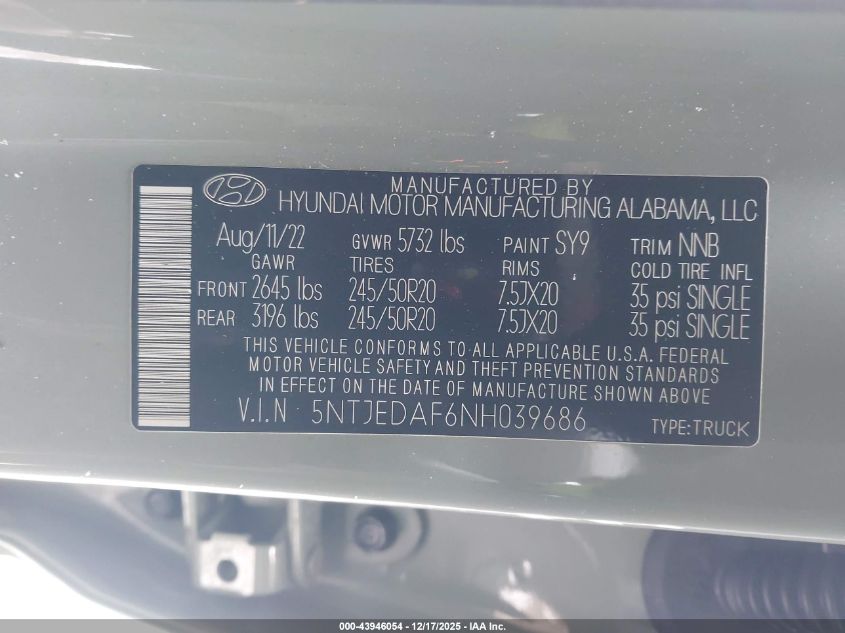 MANUFACTURED BY
HYUNDAI MOTOR MANUFACTURING ALABAMA, LLC
Aug/11/22 GVWR 5732 lbs PAINT SY9 TRIM NNB
GAWR TIRES RIMS COLD TIRE INFL
FRONT 2645 lbs 245/50R20 7.5JX20 35 psi SINGLE
REAR 3196 lbs 245/50R20 7.5JX20 35 psi SINGLE
THIS VEHICLE CONFORMS TO ALL APPLICABLE U.S.A. FEDERAL
MOTOR VEHICLE SAFETY AND THEFT PREVENTION STANDARDS
IN EFFECT ON THE DATE OF MANUFACTURE SHOWN ABOVE
V.I.N 5NTJEDAF6NH039686 TYPE:TRUCK
000-43946054 - 12/17/2025 - IAA Inc.